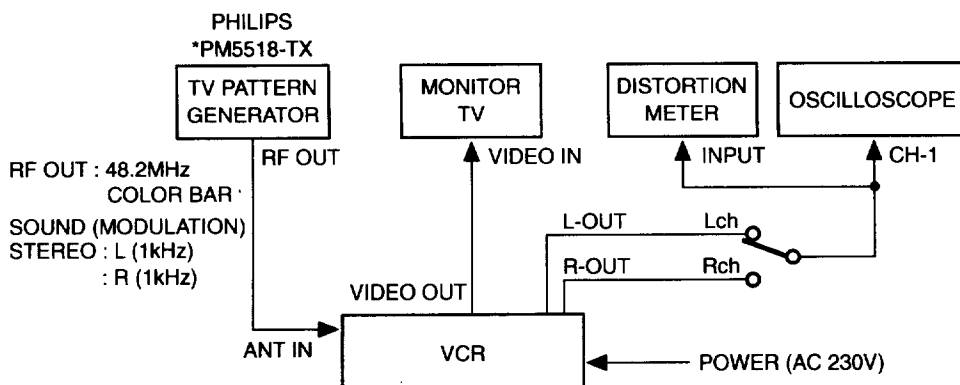 PHILIPS
*PM5518-TX
TV PATTERN
GENERATOR
MONITOR
TV
DISTORTION
METER
OSCILLOSCOPE
RF OUT
VIDEO IN
INPUT
CH-1
RF OUT : 48.2MHz
COLOR BAR
SOUND (MODULATION)
STEREO : L (1kHz)
: R (1kHz)
L-OUT
Lch
R-OUT
Rch
VIDEO OUT
ANT IN
VCR
POWER (AC 230V)